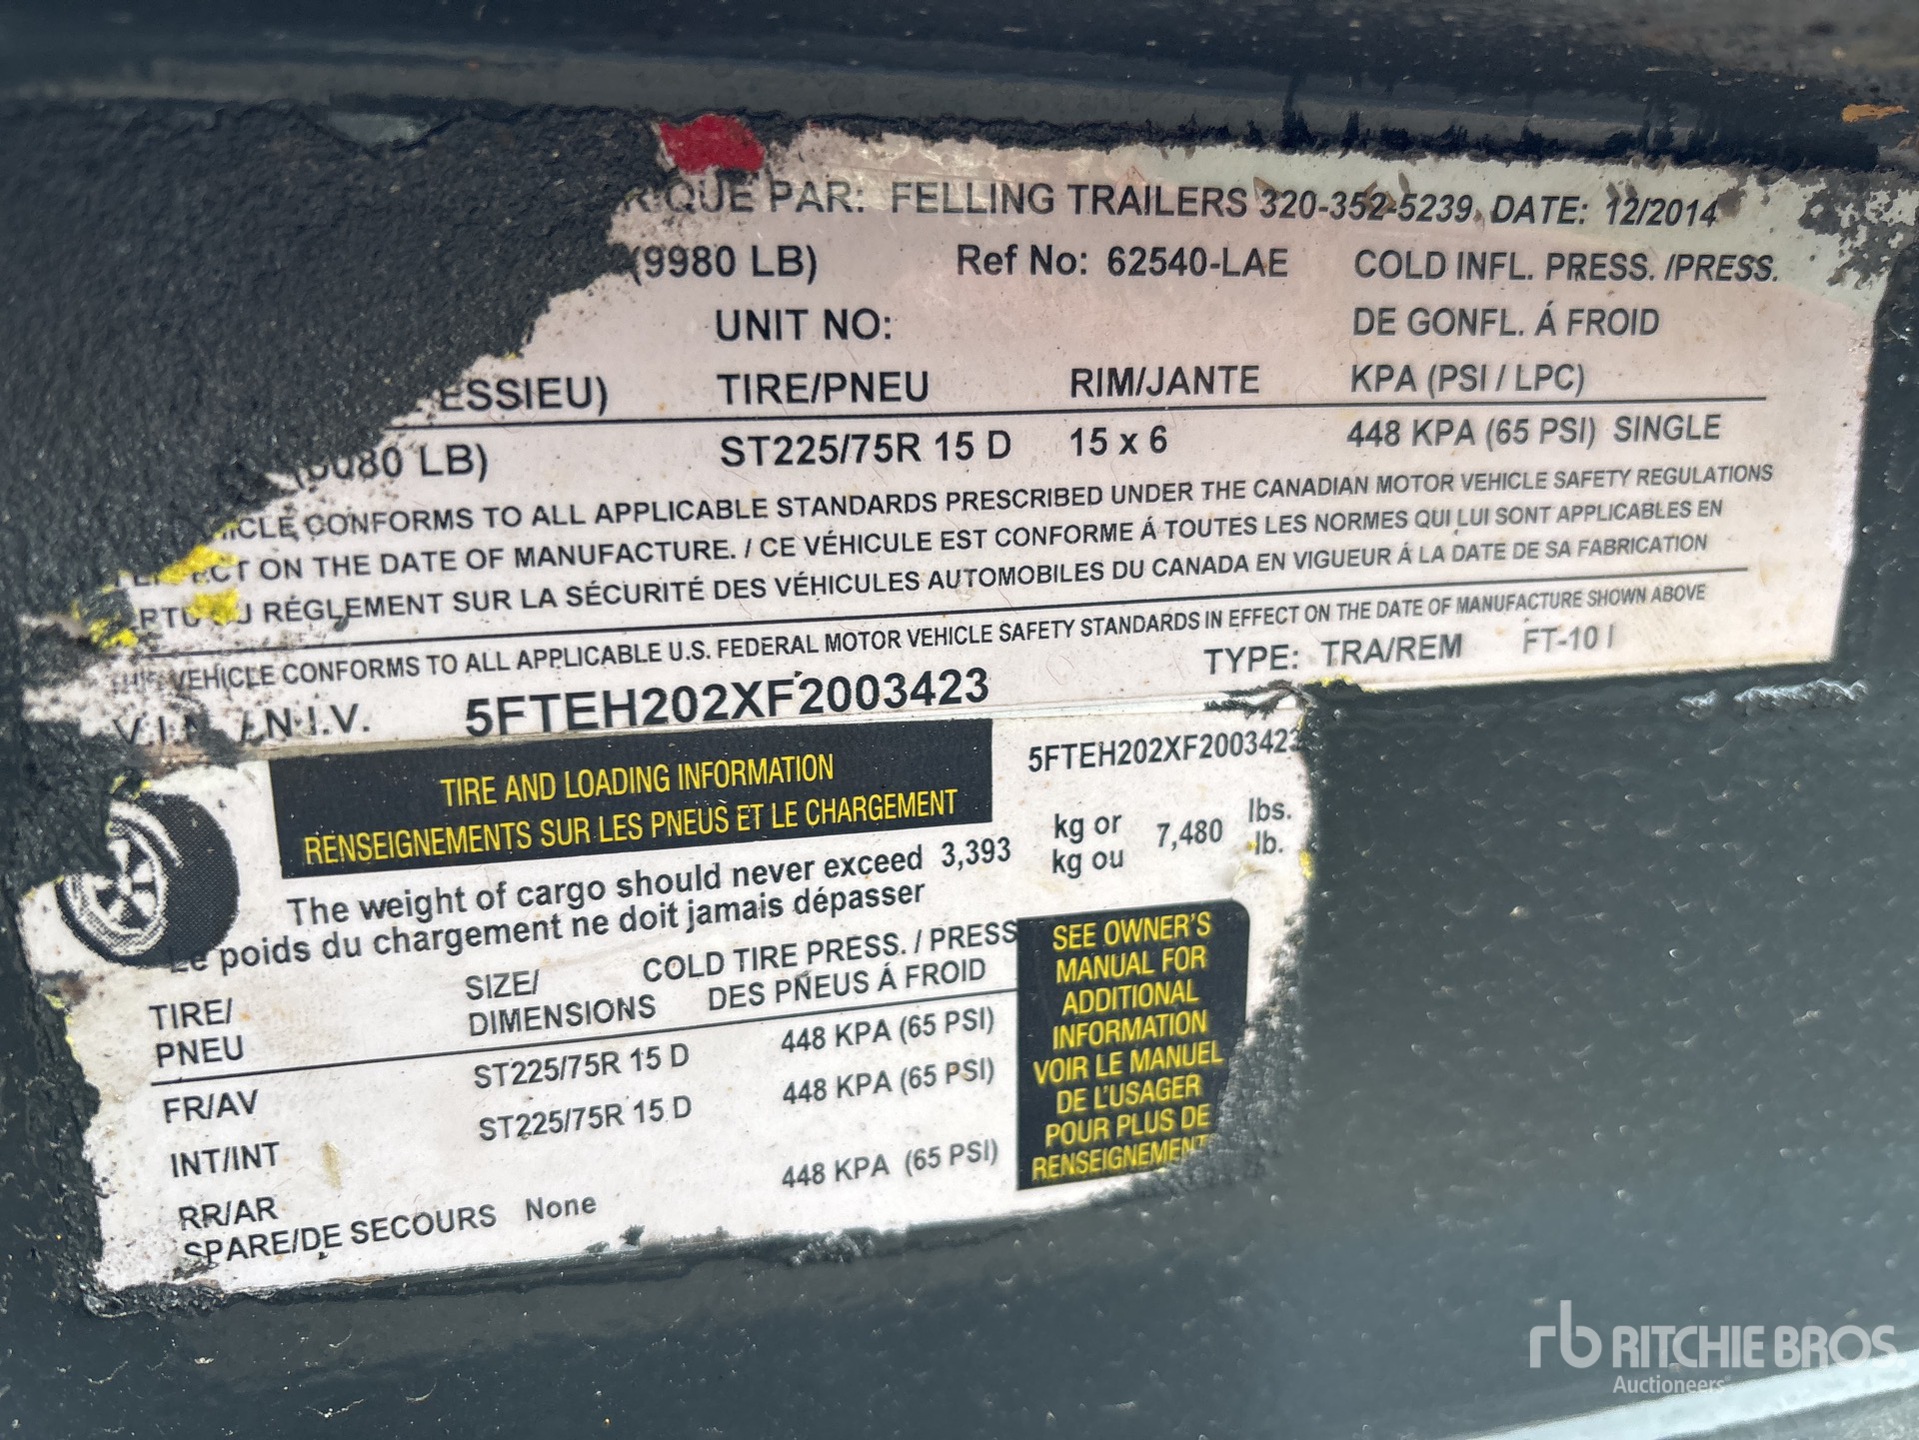 QUE PAR: FELLING TRAILERS 320-352-5239, DATE: 12/2014
(9980 LB) Ref No: 62540-LAE COLD INFL. PRESS. /PRESS.
UNIT NO: DE GONFL. Á FROID
ESSIEU) TIRE/PNEU RIM/JANTE KPA (PSI / LPC)
LB) ST225/75R 15 D 15 x 6 448 KPA (65 PSI) SINGLE
CONFORMS TO ALL APPLICABLE STANDARDS PRESCRIBED UNDER THE CANADIAN MOTOR VEHICLE SAFETY REGULATIONS
ON THE DATE OF MANUFACTURE. / CE VÉHICULE EST CONFORME Á TOUTES LES NORMES QUI LUI SONT APPLICABLES EN
RÉGLEMENT SUR LA SÉCURITÉ DES VÉHICULES AUTOMOBILES DU CANADA EN VIGUEUR Á LA DATE DE SA FABRICATION
VEHICLE CONFORMS TO ALL APPLICABLE U.S. FEDERAL MOTOR VEHICLE SAFETY STANDARDS IN EFFECT ON THE DATE OF MANUFACTURE SHOWN ABOVE
V.I.N. / N.I.V. 5FTEH202XF2003423 TYPE: TRA/REM FT-10 I
TIRE AND LOADING INFORMATION
RENSEIGNEMENTS SUR LES PNEUS ET LE CHARGEMENT
5FTEH202XF2003423
The weight of cargo should never exceed 3,393 kg or 7,480 lbs.
Le poids du chargement ne doit jamais dépasser kg ou lb.
TIRE/ SIZE/ COLD TIRE PRESS. / PRESS
PNEU DIMENSIONS DES PNEUS Á FROID
FR/AV ST225/75R 15 D 448 KPA (65 PSI)
INT/INT ST225/75R 15 D 448 KPA (65 PSI)
RR/AR 448 KPA (65 PSI)
SPARE/DE SECOURS None
SEE OWNER'S
MANUAL FOR
ADDITIONAL
INFORMATION
VOIR LE MANUEL
DE L'USAGER
POUR PLUS DE
RENSEIGNEMENT
rb RITCHIE BROS.
Auctioneers